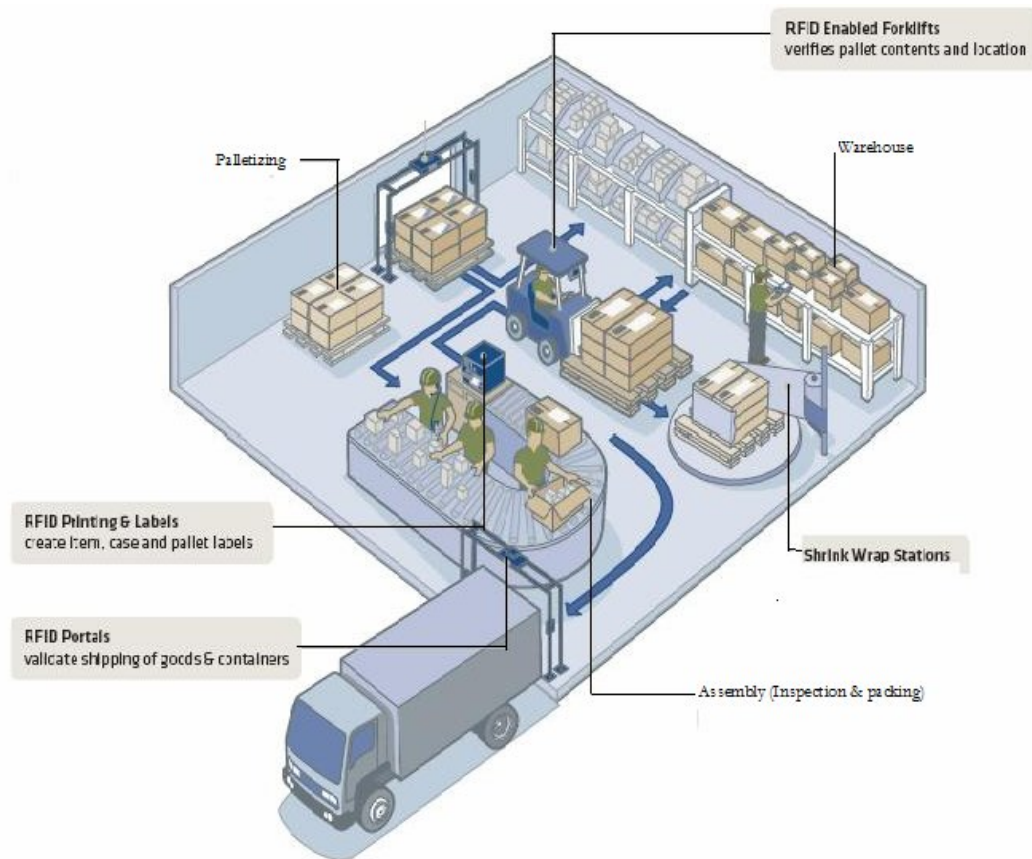 RFID Enabled Forklifts
verifies pallet contents and location
Palletizing
Warehouse
RFID Printing & Labels
create item, case and pallet labels
Shrink Wrap Stations
RFID Portals
validate shipping of goods & containers
Assembly (Inspection & packing)